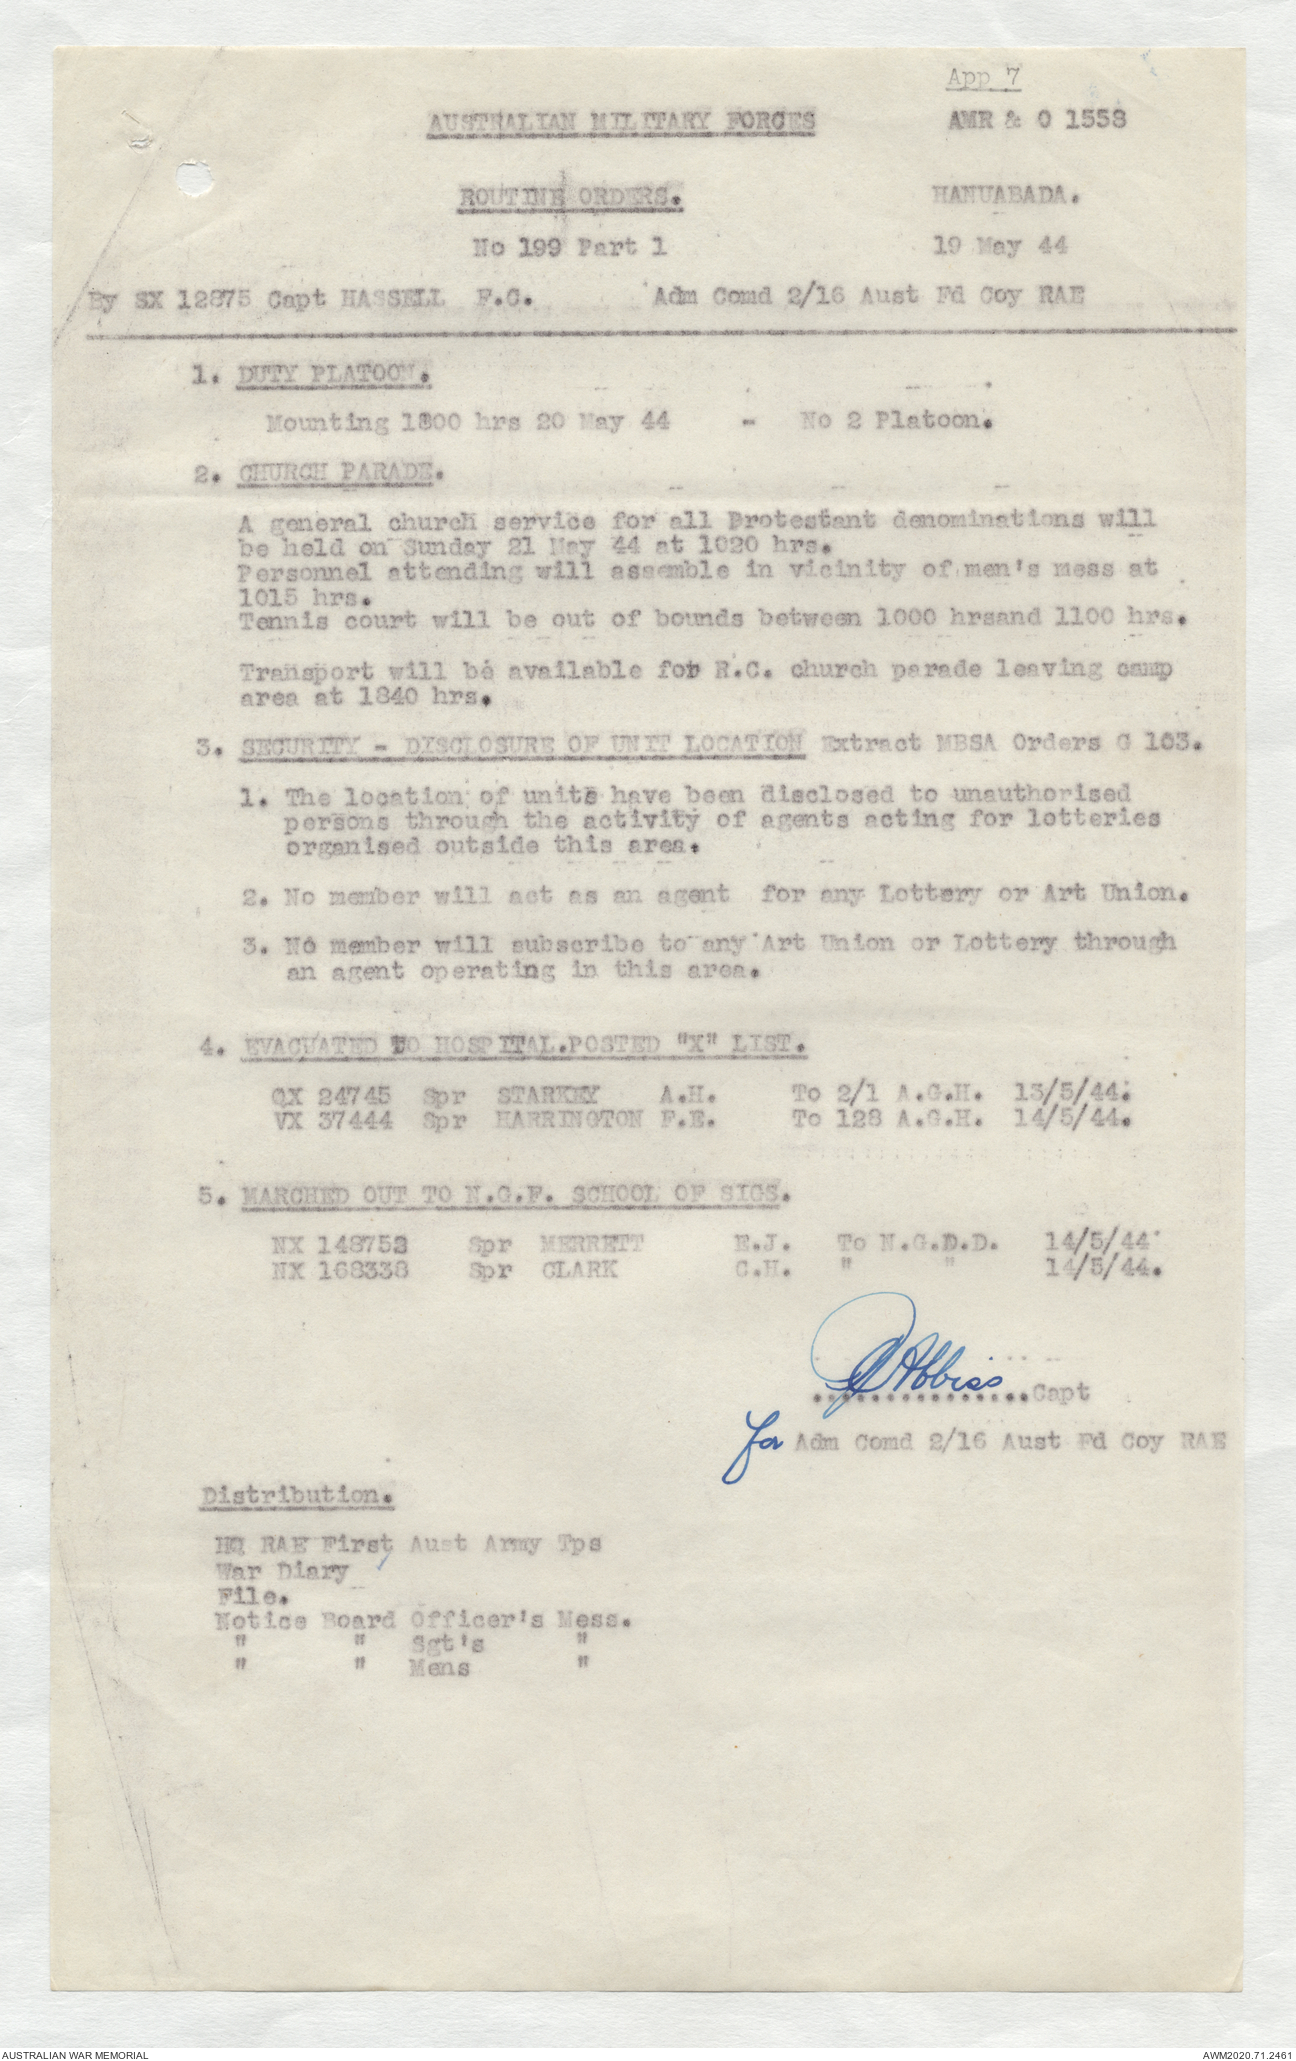 App 7
AUSTRALIAN MILITARY FORCES AMR & O 1558
ROUTINE ORDERS. HANUABADA.
No 199 Part 1 19 May 44
By SX 12875 Capt HASSELL F.C. Adm Comd 2/16 Aust Fd Coy RAE
1. DUTY PLATOON.
Mounting 1800 hrs 20 May 44 - No 2 Platoon.
2. CHURCH PARADE.
A general church service for all Protestant denominations will
be held on Sunday 21 May 44 at 1020 hrs.
Personnel attending will assemble in vicinity of men's mess at
1015 hrs.
Tennis court will be out of bounds between 1000 hrsand 1100 hrs.
Transport will be available for R.C. church parade leaving camp
area at 1840 hrs.
3. SECURITY - DISCLOSURE OF UNIT LOCATION Extract MBSA Orders G 103.
1. The location of units have been disclosed to unauthorised
persons through the activity of agents acting for lotteries
organised outside this area.
2. No member will act as an agent for any Lottery or Art Union.
3. No member will subscribe to any Art Union or Lottery through
an agent operating in this area.
4. EVACUATED TO HOSPITAL.POSTED "X" LIST.
QX 24745 Spr STARKEY A.H. To 2/1 A.G.H. 13/5/44.
VX 37444 Spr HARRINGTON F.E. To 128 A.G.H. 14/5/44.
5. MARCHED OUT TO N.G.F. SCHOOL OF SIGS.
NX 148752 Spr MERRETT E.J. To N.G.D.D. 14/5/44
NX 168338 Spr CLARK C.H. " " 14/5/44.
Abbiss Capt
for Adm Comd 2/16 Aust Fd Coy RAE
Distribution.
HQ RAE First Aust Army Tps
War Diary
File.
Notice Board Officer's Mess.
" " Sgt's "
" " Mens "
AUSTRALIAN WAR MEMORIAL AWM2020.71.2461